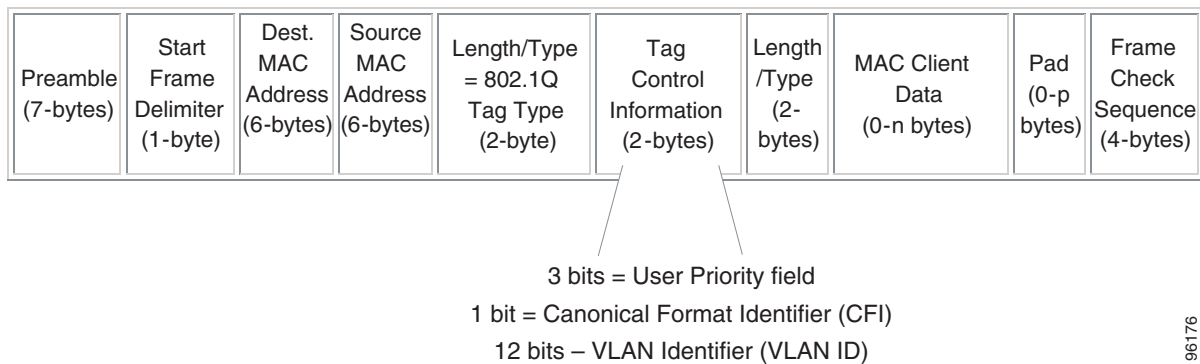 Preamble
(7-bytes)
Start
Frame
Delimiter
(1-byte)
Dest.
MAC
Address
(6-bytes)
Source
MAC
Address
(6-bytes)
Length/Type
= 802.1Q
Tag Type
(2-byte)
Tag
Control
Information
(2-bytes)
Length
/Type
(2-
bytes)
MAC Client
Data
(0-n bytes)
Pad
(0-p
bytes)
Frame
Check
Sequence
(4-bytes)
3 bits = User Priority field
1 bit = Canonical Format Identifier (CFI)
12 bits – VLAN Identifier (VLAN ID)
96176